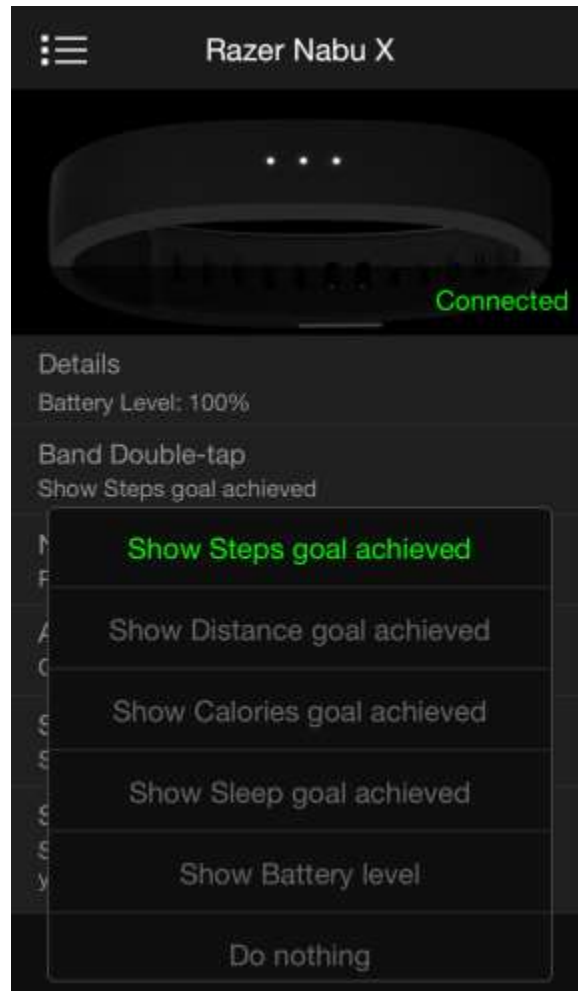 Razer Nabu X
Connected
Details
Battery Level: 100%
Band Double-tap
Show Steps goal achieved
Show Steps goal achieved
Show Distance goal achieved
Show Calories goal achieved
Show Sleep goal achieved
Show Battery level
Do nothing